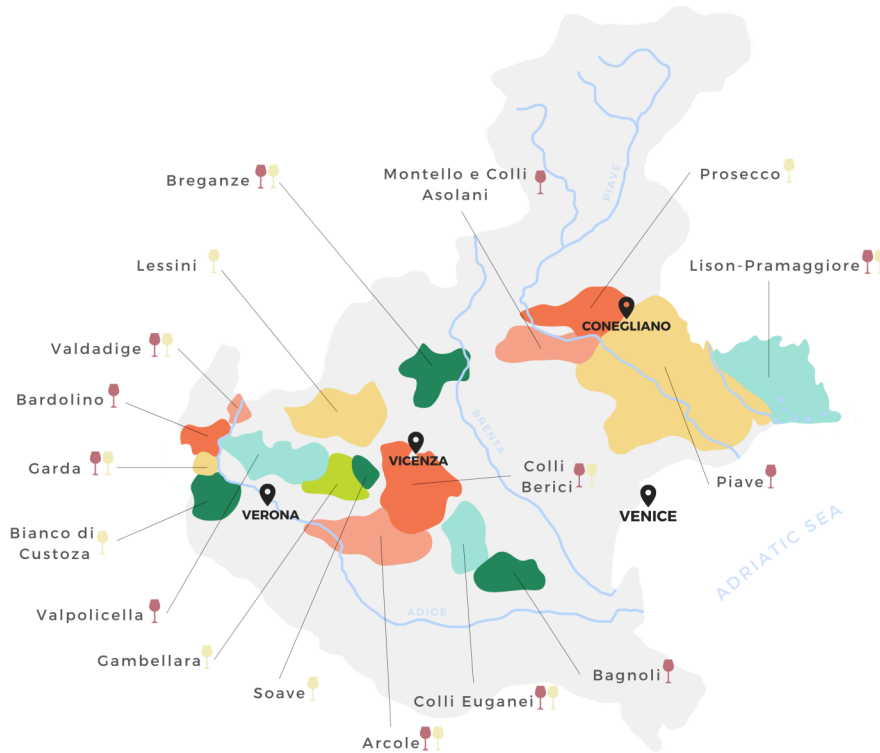 PIAVE
Breganze
Montello e Colli
Asolani
Prosecco
Lessini
Lison-Pramaggiore
Valdadige
CONEGLIANO
Bardolino
BRENTA
VICENZA
Garda
Colli
Berici
Piave
VERONA
VENICE
Bianco di
Custoza
ADRIATIC SEA
Valpolicella
ADIGE
Gambellara
Bagnoli
Soave
Colli Euganei
Arcole